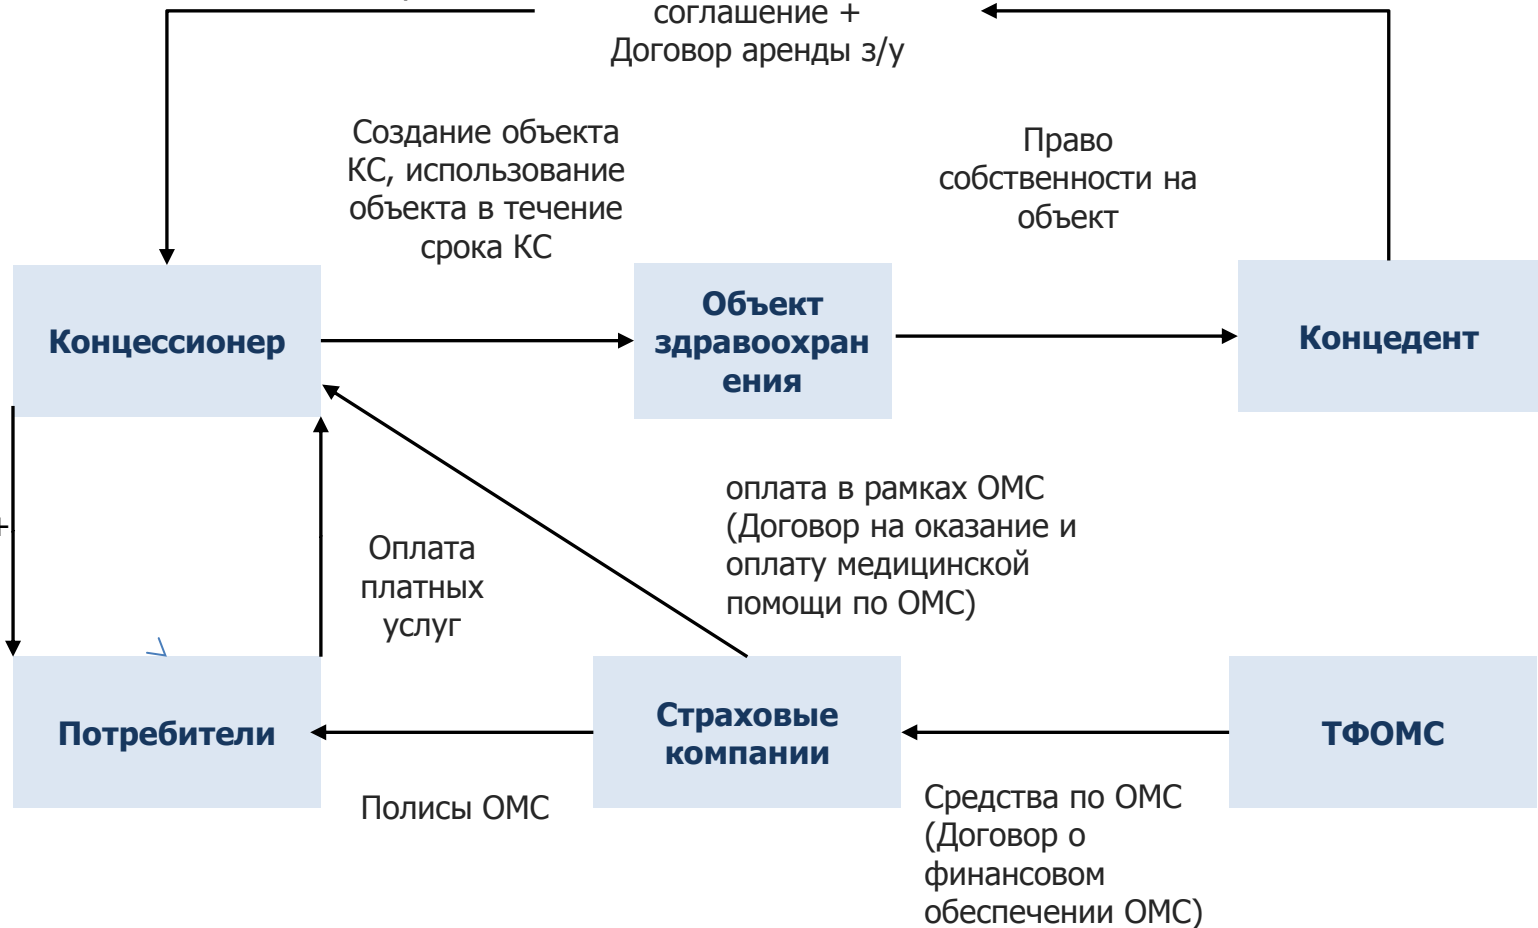 соглашение +
Договор аренды з/у
Создание объекта
КС, использование
объекта в течение
срока КС
Право
собственности на
объект
Концессионер
Объект
здравоохран
ения
Концедент
оплата в рамках ОМС
(Договор на оказание и
оплату медицинской
помощи по ОМС)
+
Оплата
платных
услуг
Потребители
Страховые
компании
ТФОМС
Полисы ОМС
Средства по ОМС
(Договор о
финансовом
обеспечении ОМС)